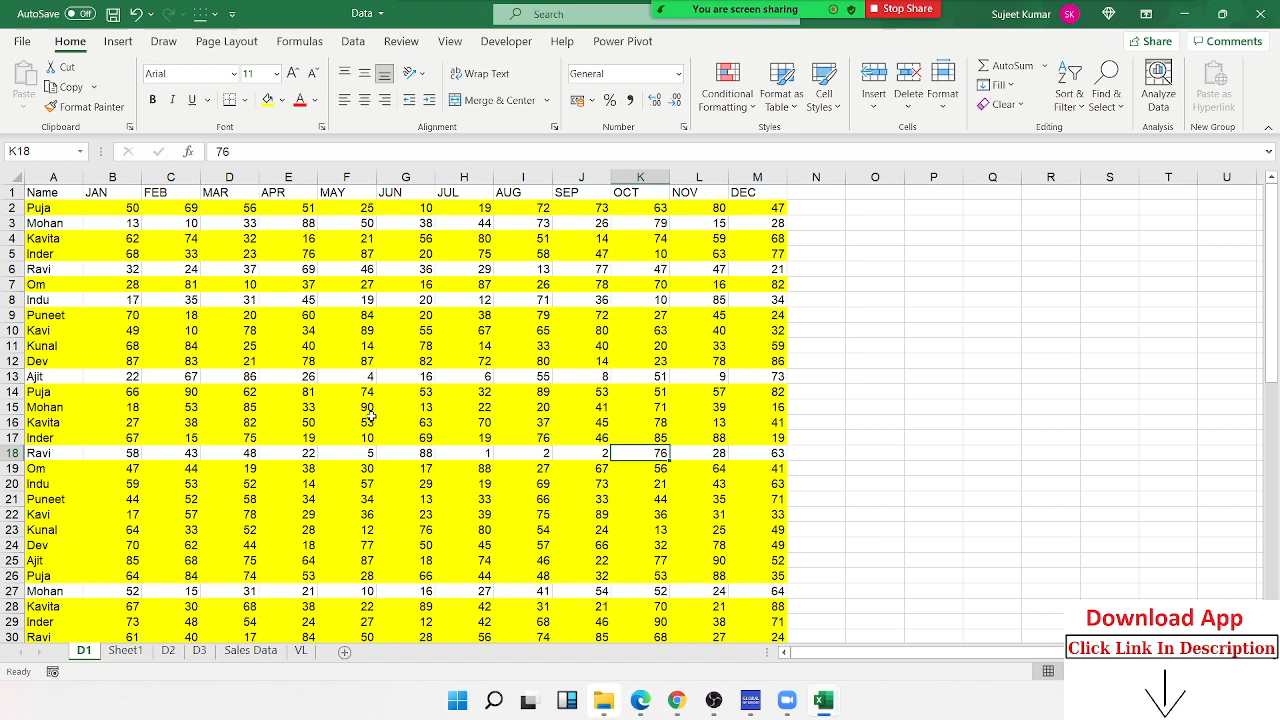 AutoSave Off Data Search You are screen sharing Stop Share Sujeet Kumar SK
File Home Insert Draw Page Layout Formulas Data Review View Developer Help Power Pivot Share Comments
Paste Cut Copy Format Painter Arial 11 Wrap Text Merge & Center General Conditional Formatting Format as Table Cell Styles Insert Delete Format AutoSum Fill Clear Sort & Filter Find & Select Analyze Data Paste as Hyperlink
Clipboard Font Alignment Number Styles Cells Editing Analysis New Group
K18 fx 76
A B C D E F G H I J K L M N O P Q R S T U
1 Name JAN FEB MAR APR MAY JUN JUL AUG SEP OCT NOV DEC
2 Puja 50 69 56 51 25 10 19 72 73 63 80 47
3 Mohan 13 10 33 88 50 38 44 73 26 79 15 28
4 Kavita 62 74 32 16 21 56 80 51 14 74 59 68
5 Inder 68 33 23 76 87 20 75 58 47 10 63 77
6 Ravi 32 24 37 69 46 36 29 13 77 47 47 21
7 Om 28 81 10 37 27 16 87 26 78 70 16 82
8 Indu 17 35 31 45 19 20 12 71 36 10 85 34
9 Puneet 70 18 20 60 84 20 38 79 72 27 45 24
10 Kavi 49 10 78 34 89 55 67 65 80 63 40 32
11 Kunal 68 84 25 40 14 78 14 33 40 20 33 59
12 Dev 87 83 21 78 87 82 72 80 14 23 78 86
13 Ajit 22 67 86 26 4 16 6 55 8 51 9 73
14 Puja 66 90 62 81 74 53 32 89 53 51 57 82
15 Mohan 18 53 85 33 90 13 22 20 41 71 39 16
16 Kavita 27 38 82 50 53 63 70 37 45 78 13 41
17 Inder 67 15 75 19 10 69 19 76 46 85 88 19
18 Ravi 58 43 48 22 5 88 1 2 2 76 28 63
19 Om 47 44 19 38 30 17 88 27 67 56 64 41
20 Indu 59 53 52 14 57 29 19 69 73 21 43 63
21 Puneet 44 52 58 34 34 13 33 66 33 44 35 71
22 Kavi 17 57 78 29 36 23 39 75 89 36 31 33
23 Kunal 64 33 52 28 12 76 80 54 24 13 25 49
24 Dev 70 62 44 18 77 50 45 57 66 32 78 49
25 Ajit 85 68 75 64 87 18 74 46 22 77 90 52
26 Puja 64 84 74 53 28 66 44 48 32 53 88 35
27 Mohan 52 15 31 21 10 16 27 41 54 52 24 64
28 Kavita 67 30 68 38 22 89 42 31 21 70 21 88
29 Inder 73 48 54 24 27 12 42 68 46 90 38 71
30 Ravi 61 40 17 84 50 28 56 74 85 68 27 24
Download App
Click Link In Description
D1 Sheet1 D2 D3 Sales Data VL
Ready